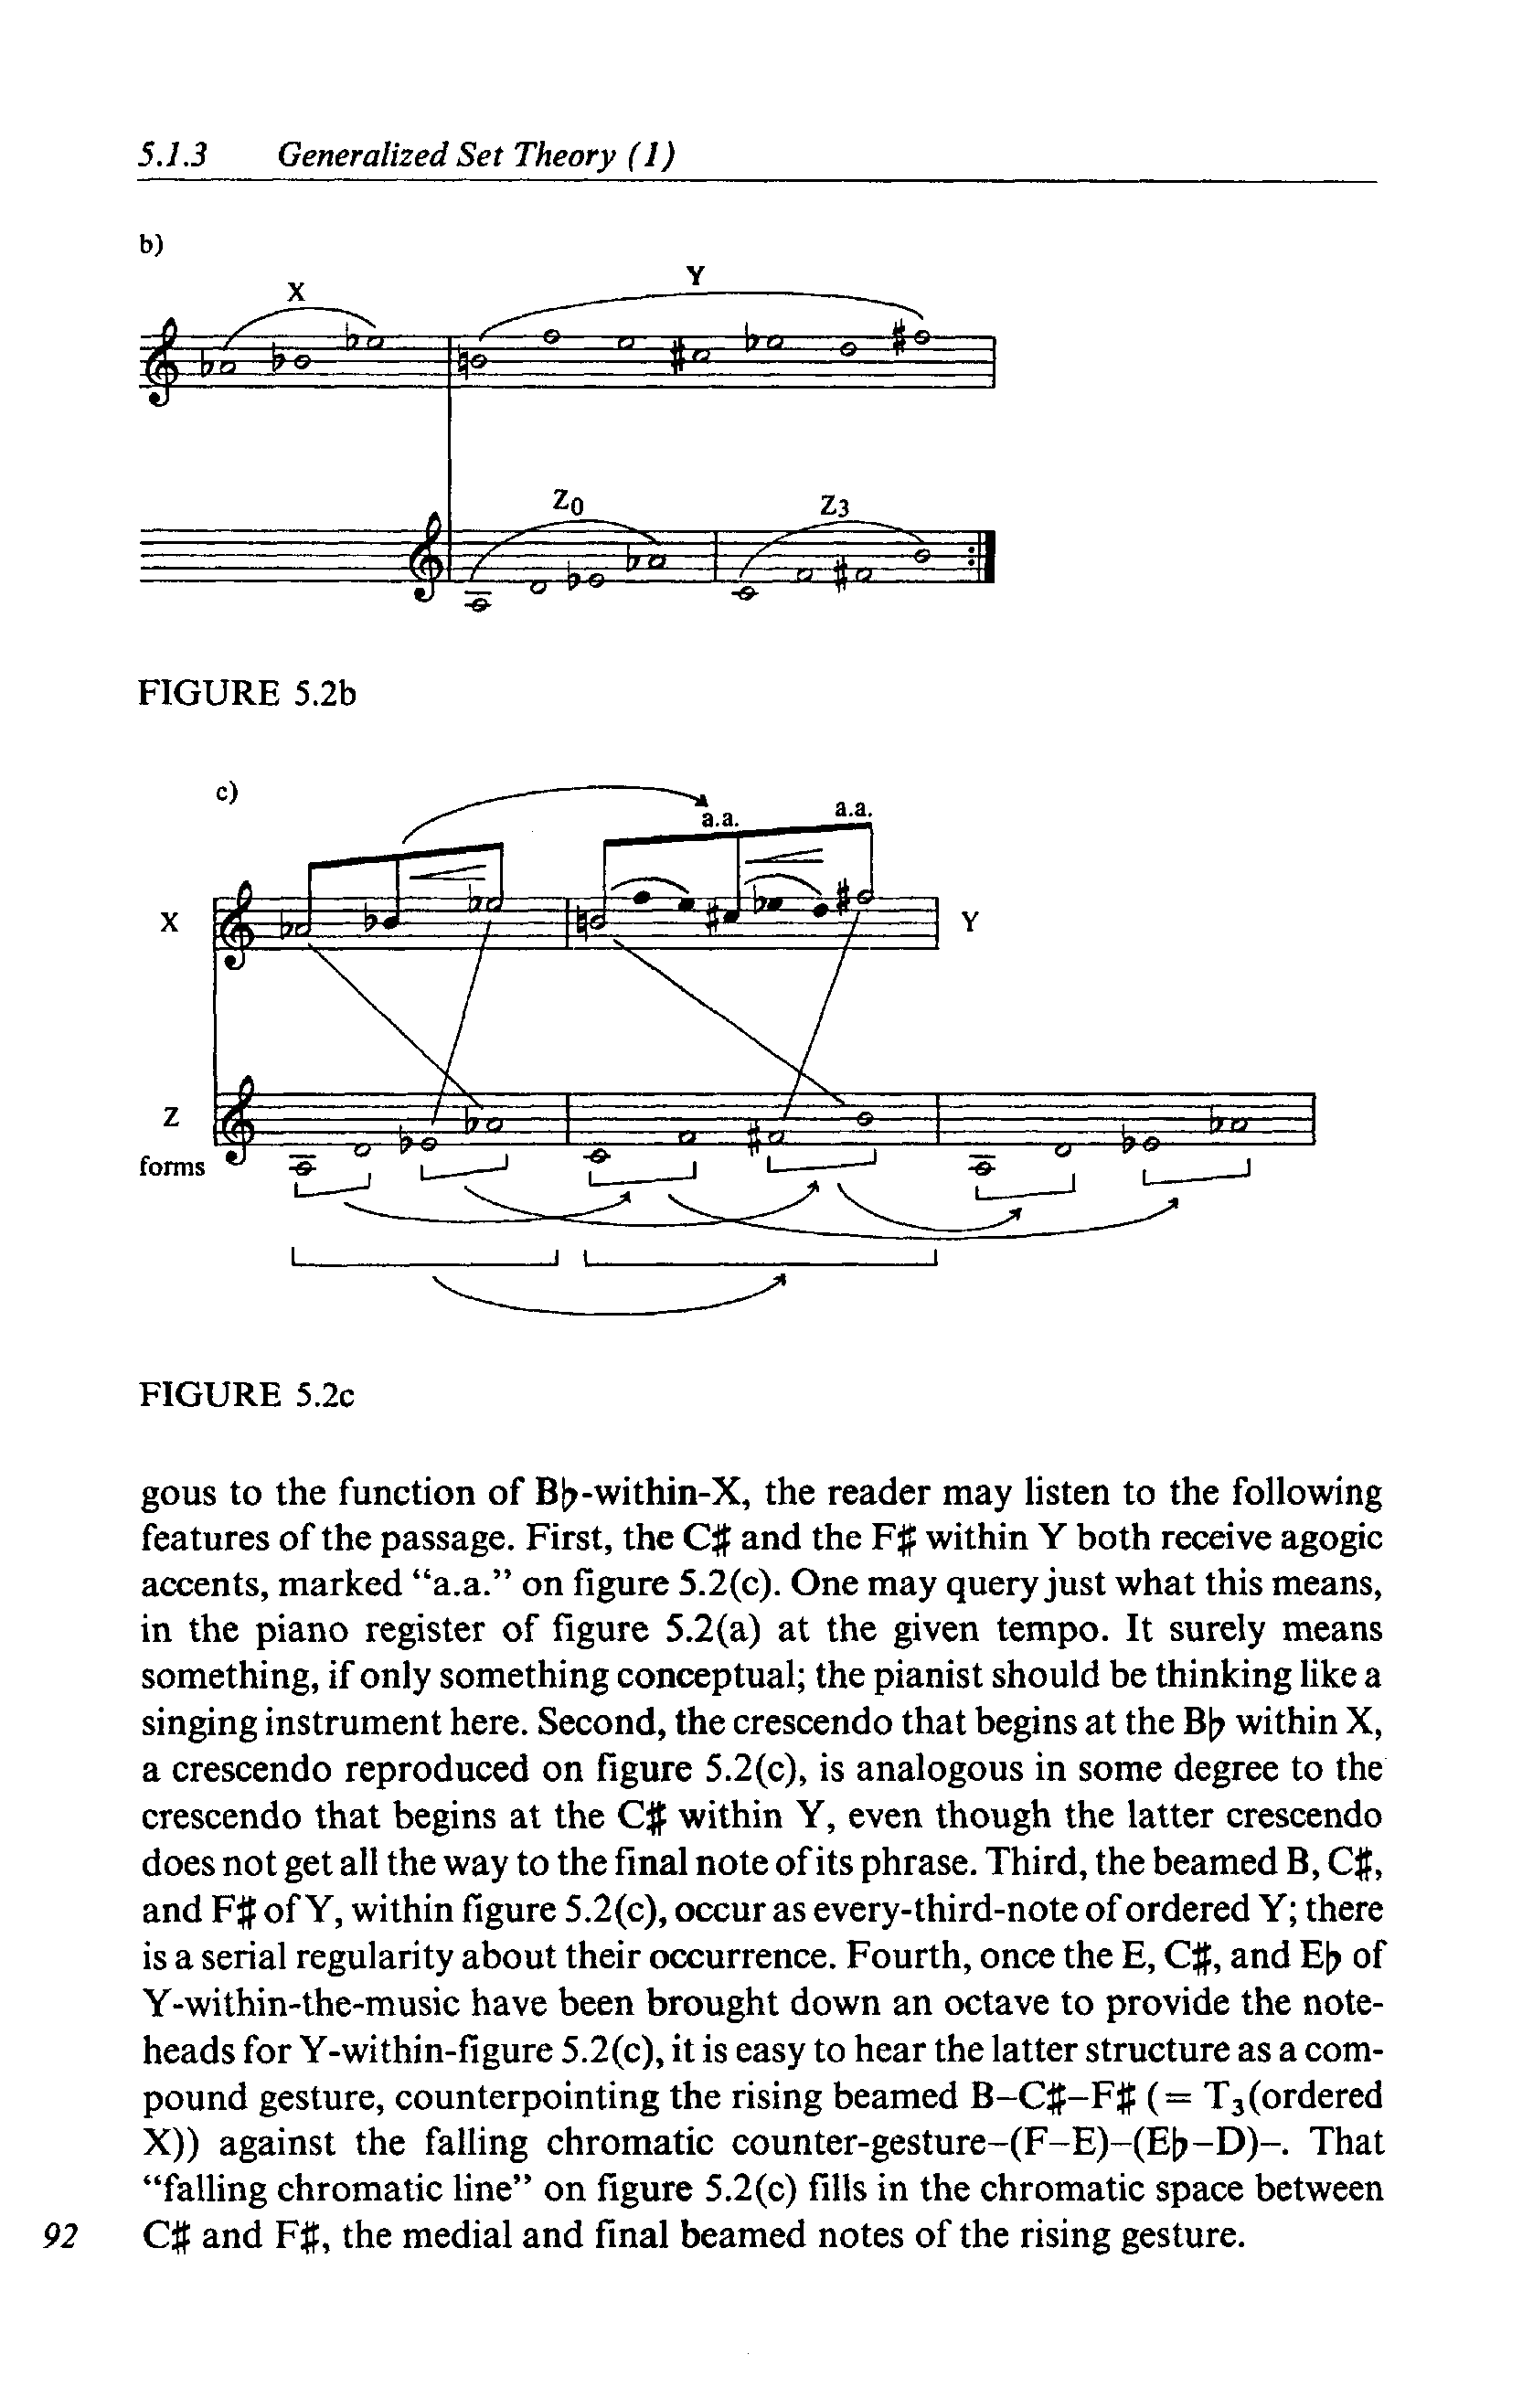 5.1.3 Generalized Set Theory (1)
b)
X
Y
Z0
Z3
FIGURE 5.2b
c)
a.a.
a.a.
X
Y
Z
forms
FIGURE 5.2c
gous to the function of B♭-within-X, the reader may listen to the following
features of the passage. First, the C♯ and the F♯ within Y both receive agogic
accents, marked “a.a.” on figure 5.2(c). One may query just what this means,
in the piano register of figure 5.2(a) at the given tempo. It surely means
something, if only something conceptual; the pianist should be thinking like a
singing instrument here. Second, the crescendo that begins at the B♭ within X,
a crescendo reproduced on figure 5.2(c), is analogous in some degree to the
crescendo that begins at the C♯ within Y, even though the latter crescendo
does not get all the way to the final note of its phrase. Third, the beamed B, C♯,
and F♯ of Y, within figure 5.2(c), occur as every-third-note of ordered Y; there
is a serial regularity about their occurrence. Fourth, once the E, C♯, and E♭ of
Y-within-the-music have been brought down an octave to provide the note-
heads for Y-within-figure 5.2(c), it is easy to hear the latter structure as a com-
pound gesture, counterpointing the rising beamed B–C♯–F♯ (= T₃(ordered
X)) against the falling chromatic counter-gesture–(F–E)–(E♭–D)–. That
“falling chromatic line” on figure 5.2(c) fills in the chromatic space between
92 C♯ and F♯, the medial and final beamed notes of the rising gesture.